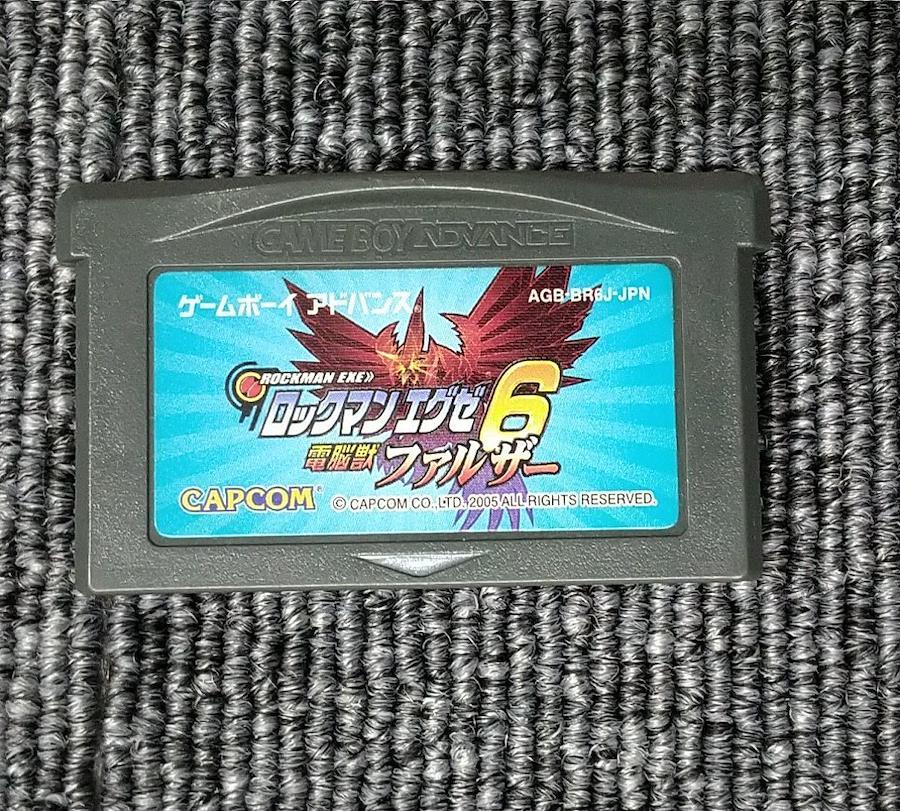 GAME BOY ADVANCE
ゲームボーイ アドバンス®
AGB-BR6J-JPN
ROCKMAN EXE
ロックマン エグゼ 6
電脳獣 ファルザー
CAPCOM®
© CAPCOM CO., LTD. 2005 ALL RIGHTS RESERVED.